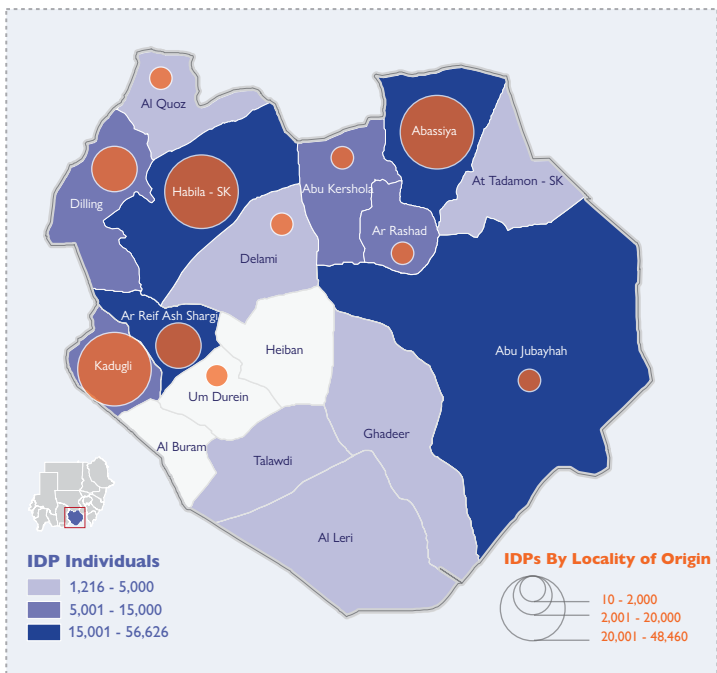 Al Quoz
Abassiya
Dilling
Habila - SK
Abu Kershola
At Tadamon - SK
Ar Rashad
Delami
Ar Reif Ash Shargi
Heiban
Abu Jubayhah
Kadugli
Um Durein
Ghadeer
Al Buram
Talawdi
Al Leri
IDP Individuals
1,216 - 5,000
5,001 - 15,000
15,001 - 56,626
IDPs By Locality of Origin
10 - 2,000
2,001 - 20,000
20,001 - 48,460